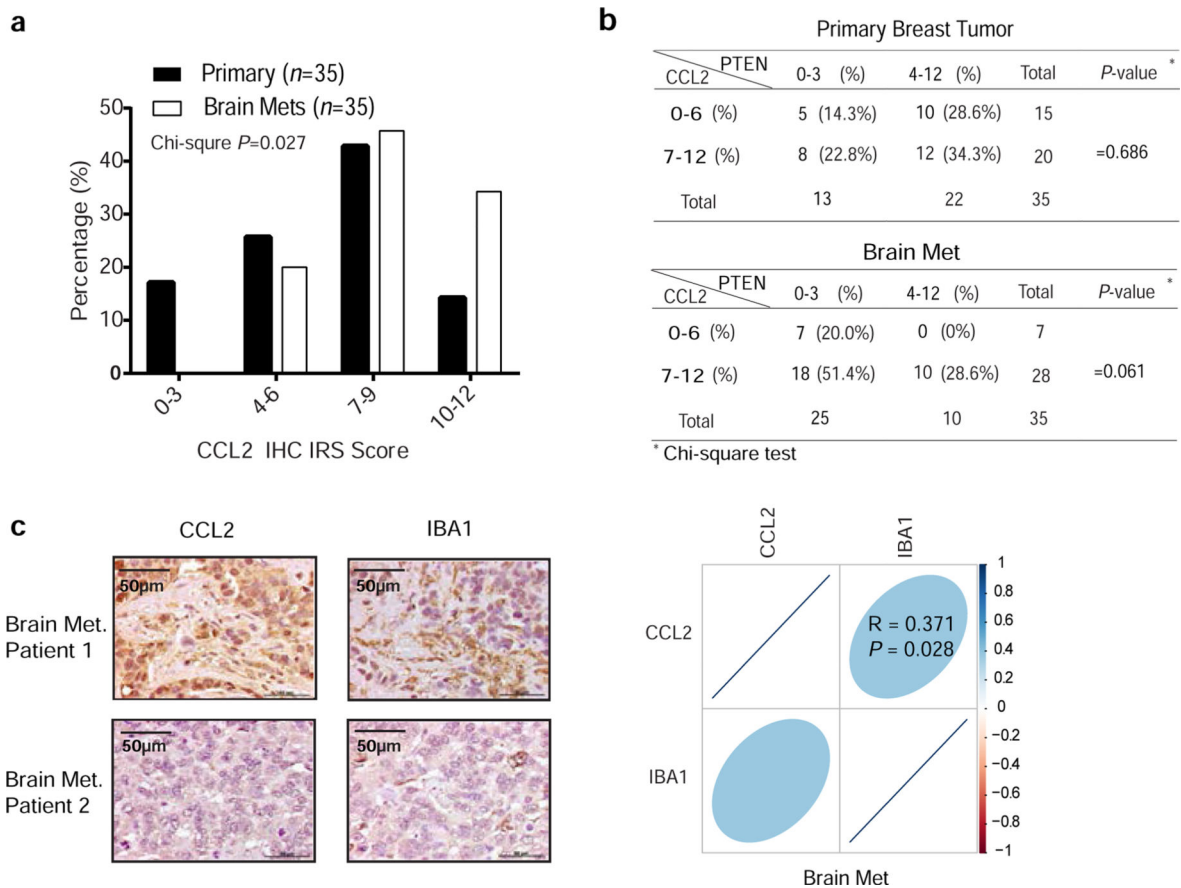 a
Primary (n=35)
Brain Mets (n=35)
Chi-squre P=0.027
50
40
30
20
10
0
Percentage (%)
0-3
4-6
7-9
10-12
CCL2 IHC IRS Score
b
Primary Breast Tumor
PTEN
CCL2
0-3 (%) 4-12 (%) Total P-value *
0-6 (%) 5 (14.3%) 10 (28.6%) 15
7-12 (%) 8 (22.8%) 12 (34.3%) 20 =0.686
Total 13 22 35
Brain Met
PTEN
CCL2
0-3 (%) 4-12 (%) Total P-value *
0-6 (%) 7 (20.0%) 0 (0%) 7
7-12 (%) 18 (51.4%) 10 (28.6%) 28 =0.061
Total 25 10 35
* Chi-square test
c
CCL2 IBA1
Brain Met.
Patient 1
50µm
50µm
Brain Met.
Patient 2
50µm
50µm
CCL2
IBA1
CCL2
R = 0.371
P = 0.028
IBA1
1
0.8
0.6
0.4
0.2
0
−0.2
−0.4
−0.6
−0.8
−1
Brain Met